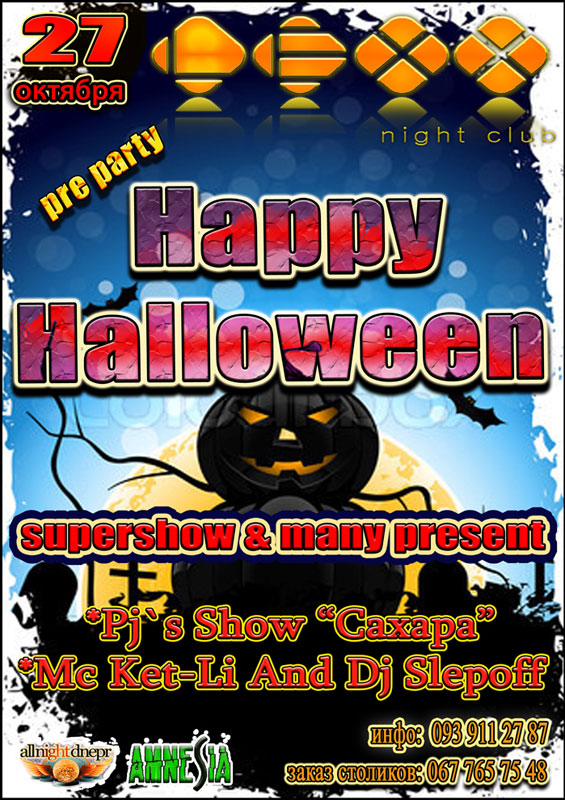 27
октября
night club
pre party
Happy
Halloween
supershow & many present
*Pj`s Show “Сахара”
*Mc Ket-Li And Dj Slepoff
инфо: 093 911 27 87
заказ столиков: 067 765 75 48
allnightdnepr
AMNESIA